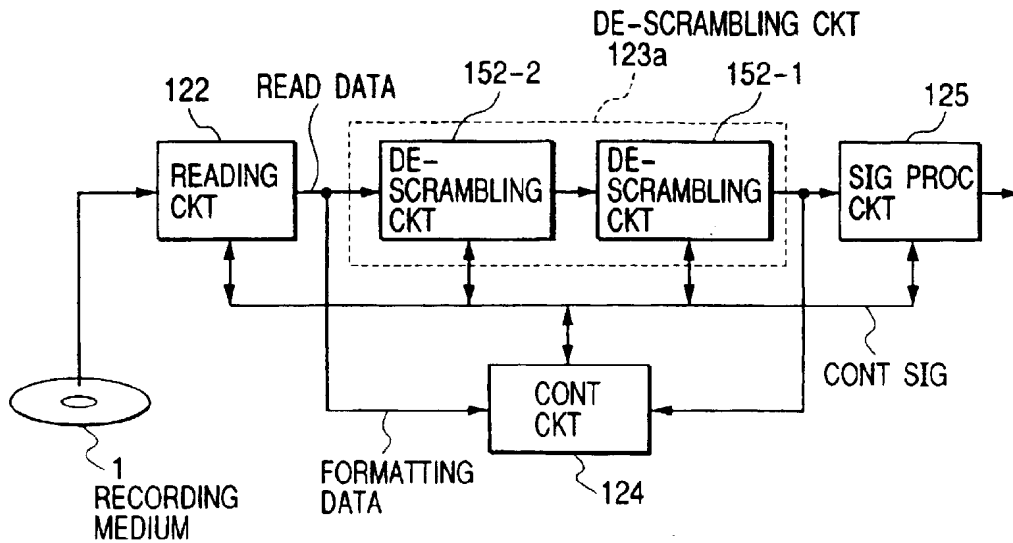 DE-SCRAMBLING CKT
123a
122
READ DATA
152-2
152-1
125
READING
CKT
DE-
SCRAMBLING
CKT
DE-
SCRAMBLING
CKT
SIG PROC
CKT
CONT SIG
CONT
CKT
1
RECORDING
MEDIUM
FORMATTING
DATA
124